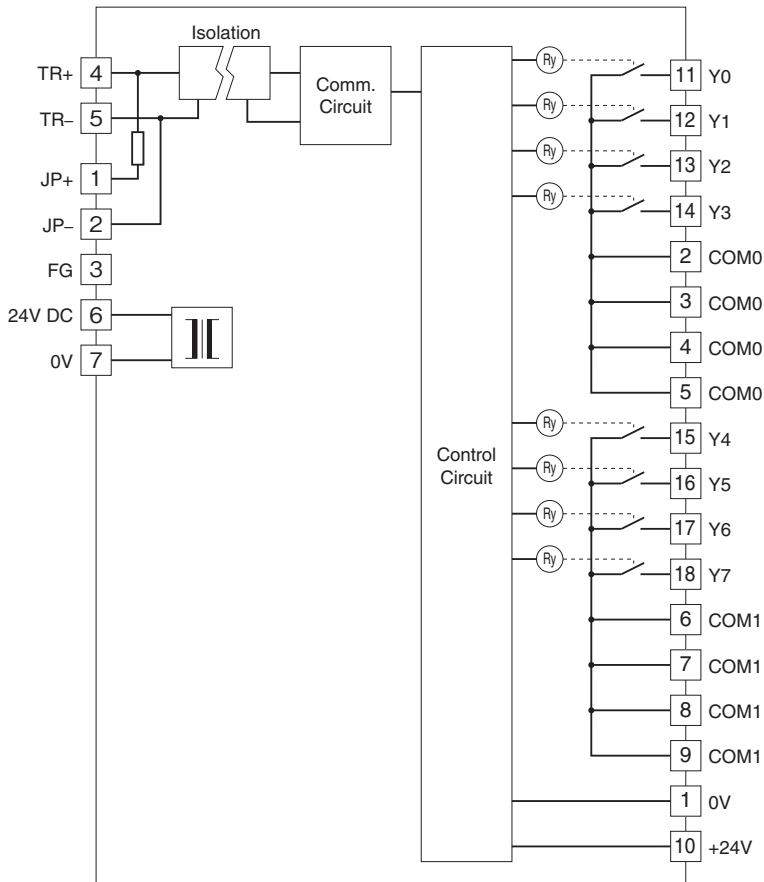 Isolation
TR+ 4
TR– 5
JP+ 1
JP– 2
FG 3
24V DC 6
0V 7
Comm.
Circuit
Control
Circuit
Ry 11 Y0
Ry 12 Y1
Ry 13 Y2
Ry 14 Y3
2 COM0
3 COM0
4 COM0
5 COM0
Ry 15 Y4
Ry 16 Y5
Ry 17 Y6
Ry 18 Y7
6 COM1
7 COM1
8 COM1
9 COM1
1 0V
10 +24V